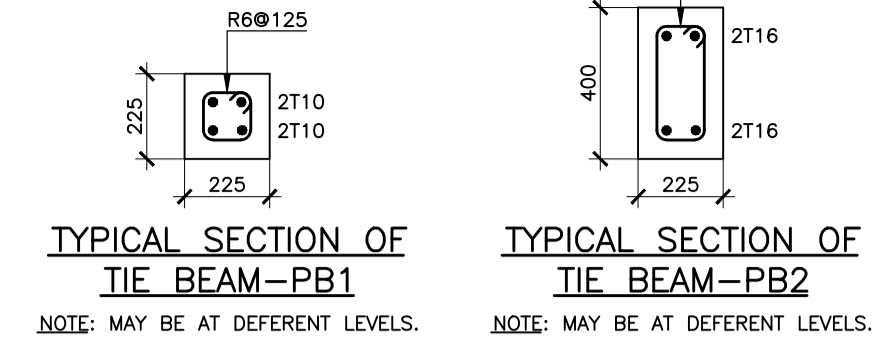 R6@125
225
2T10
2T10
225
TYPICAL SECTION OF
TIE BEAM-PB1
NOTE: MAY BE AT DEFERENT LEVELS.
400
2T16
2T16
225
TYPICAL SECTION OF
TIE BEAM-PB2
NOTE: MAY BE AT DEFERENT LEVELS.